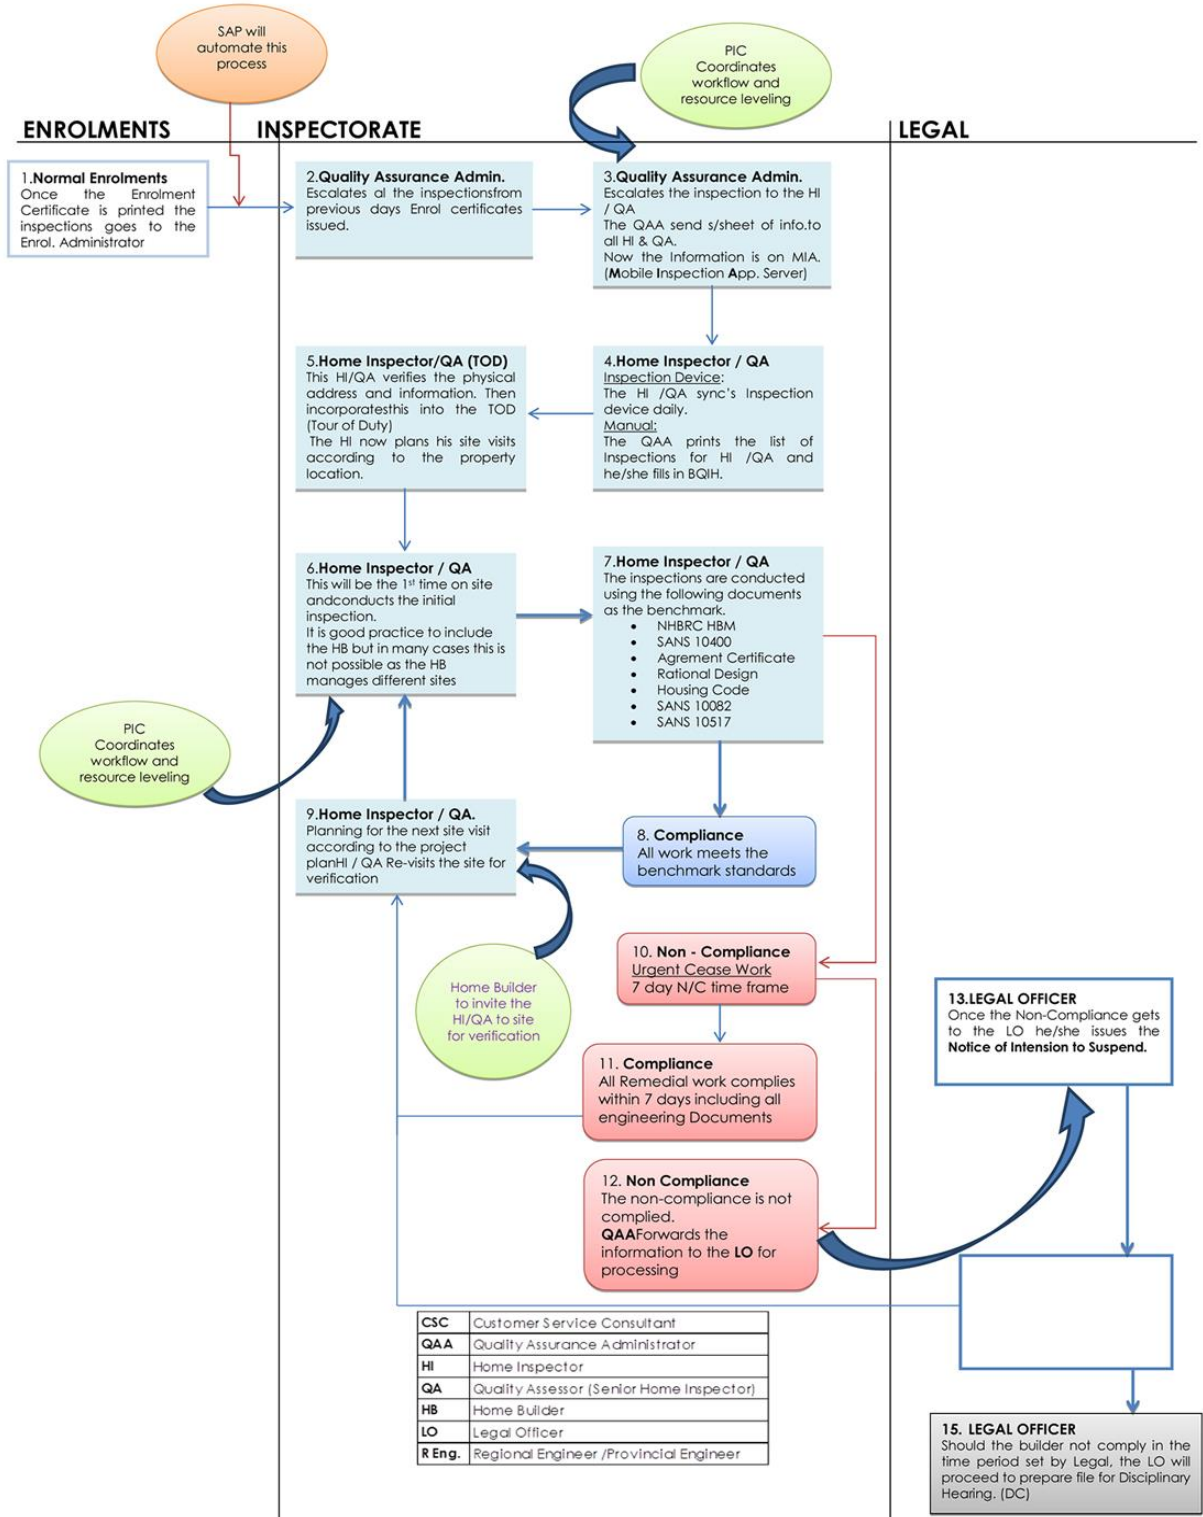 SAP will
automate this
process
PIC
Coordinates
workflow and
resource leveling
ENROLMENTS
INSPECTORATE
LEGAL
1.Normal Enrolments
Once the Enrolment
Certificate is printed the
inspections goes to the
Enrol. Administrator
2.Quality Assurance Admin.
Escalates al the inspectionsfrom
previous days Enrol certificates
issued.
3.Quality Assurance Admin.
Escalates the inspection to the HI
/ QA
The QAA send s/sheet of info.to
all HI & QA.
Now the Information is on MIA.
(Mobile Inspection App. Server)
5.Home Inspector/QA (TOD)
This HI/QA verifies the physical
address and information. Then
incorporatesthis into the TOD
(Tour of Duty)
The HI now plans his site visits
according to the property
location.
4.Home Inspector / QA
Inspection Device:
The HI /QA sync's Inspection
device daily.
Manual:
The QAA prints the list of
Inspections for HI /QA and
he/she fills in BQIH.
6.Home Inspector / QA
This will be the 1st time on site
andconducts the initial
inspection.
It is good practice to include
the HB but in many cases this is
not possible as the HB
manages different sites
7.Home Inspector / QA
The inspections are conducted
using the following documents
as the benchmark.
• NHBRC HBM
• SANS 10400
• Agrement Certificate
• Rational Design
• Housing Code
• SANS 10082
• SANS 10517
PIC
Coordinates
workflow and
resource leveling
9.Home Inspector / QA.
Planning for the next site visit
according to the project
planHI / QA Re-visits the site for
verification
8. Compliance
All work meets the
benchmark standards
Home Builder
to invite the
HI/QA to site
for verification
10. Non - Compliance
Urgent Cease Work
7 day N/C time frame
11. Compliance
All Remedial work complies
within 7 days including all
engineering Documents
12. Non Compliance
The non-compliance is not
complied.
QAAForwards the
information to the LO for
processing
13.LEGAL OFFICER
Once the Non-Compliance gets
to the LO he/she issues the
Notice of Intension to Suspend.
CSC Customer Service Consultant
QAA Quality Assurance Administrator
HI Home Inspector
QA Quality Assessor (Senior Home Inspector)
HB Home Builder
LO Legal Officer
R Eng. Regional Engineer /Provincial Engineer
15. LEGAL OFFICER
Should the builder not comply in the
time period set by Legal, the LO will
proceed to prepare file for Disciplinary
Hearing. (DC)